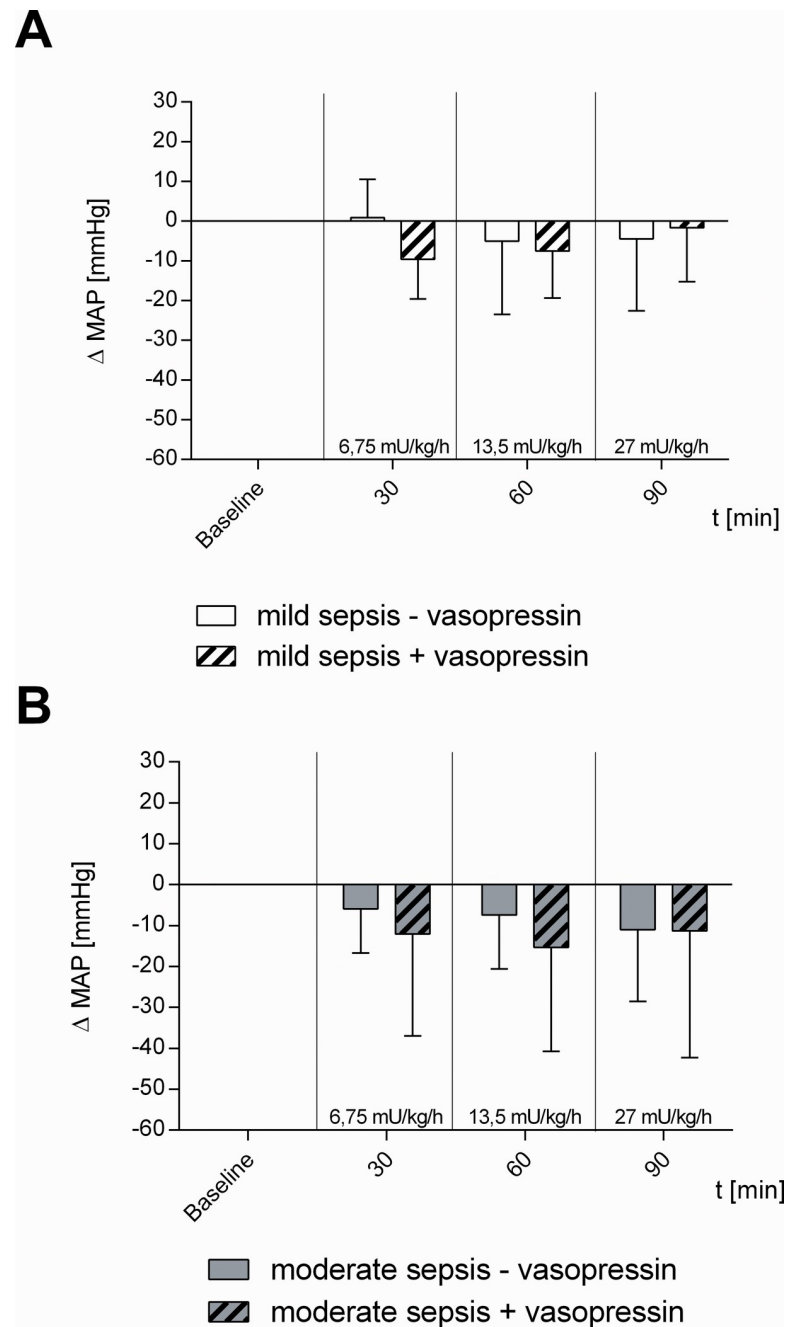 A
Δ MAP [mmHg]
30
20
10
0
-10
-20
-30
-40
-50
-60
6,75 mU/kg/h 13,5 mU/kg/h 27 mU/kg/h
Baseline 30 60 90
t [min]
mild sepsis - vasopressin
mild sepsis + vasopressin
B
Δ MAP [mmHg]
30
20
10
0
-10
-20
-30
-40
-50
-60
6,75 mU/kg/h 13,5 mU/kg/h 27 mU/kg/h
Baseline 30 60 90
t [min]
moderate sepsis - vasopressin
moderate sepsis + vasopressin